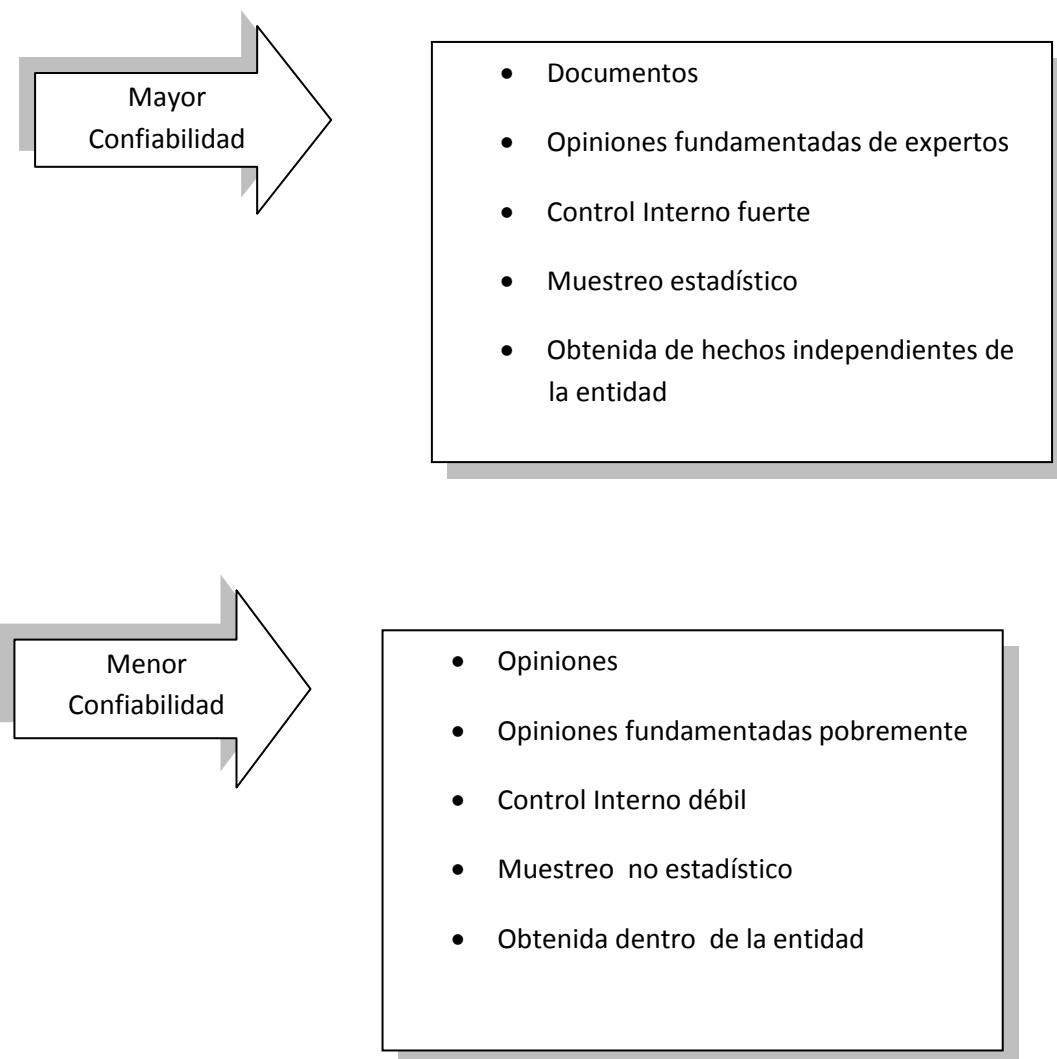 Mayor
Confiabilidad
• Documentos
• Opiniones fundamentadas de expertos
• Control Interno fuerte
• Muestreo estadístico
• Obtenida de hechos independientes de
la entidad
Menor
Confiabilidad
• Opiniones
• Opiniones fundamentadas pobremente
• Control Interno débil
• Muestreo no estadístico
• Obtenida dentro de la entidad